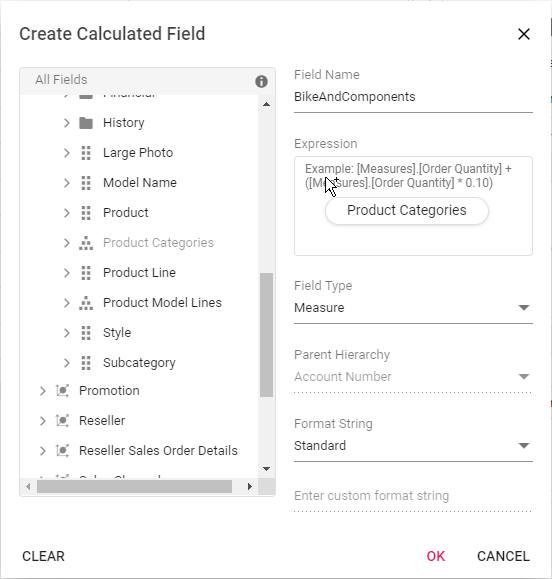 Create Calculated Field
All Fields
Financial
History
Large Photo
Model Name
Product
Product Categories
Product Line
Product Model Lines
Style
Subcategory
Promotion
Reseller
Reseller Sales Order Details
Field Name
BikeAndComponents
Expression
Example: [Measures].[Order Quantity] +
([Measures].[Order Quantity] * 0.10)
Product Categories
Field Type
Measure
Parent Hierarchy
Account Number
Format String
Standard
Enter custom format string
CLEAR
OK
CANCEL